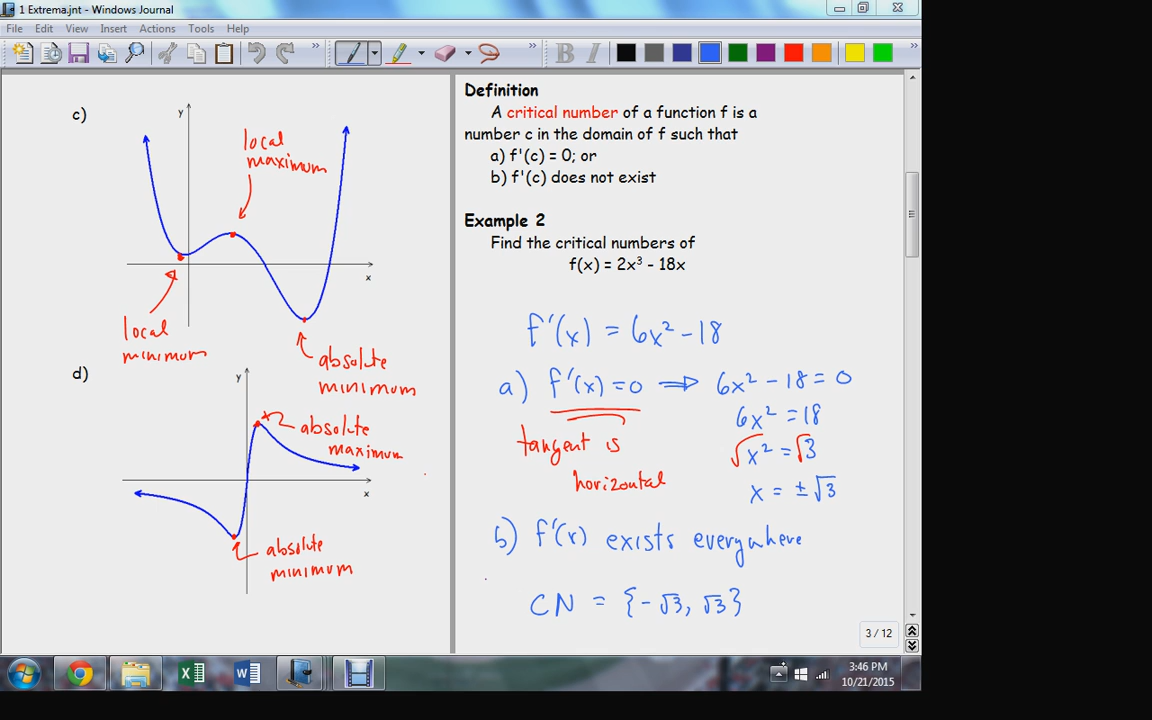 1 Extrema.jnt - Windows Journal
File Edit View Insert Actions Tools Help
B I
c)
y
x
local
maximum
local
minimum
absolute
minimum
d)
y
x
absolute
maximum
absolute
minimum
Definition
A critical number of a function f is a
number c in the domain of f such that
a) f'(c) = 0; or
b) f'(c) does not exist
Example 2
Find the critical numbers of
f(x) = 2x³ - 18x
f'(x) = 6x² - 18
a) f'(x) = 0 ⇒ 6x² - 18 = 0
6x² = 18
√x² = √3
x = ± √3
tangent is
horizontal
b) f'(x) exists everywhere
CN = {-√3, √3}
3 / 12
3:46 PM
10/21/2015